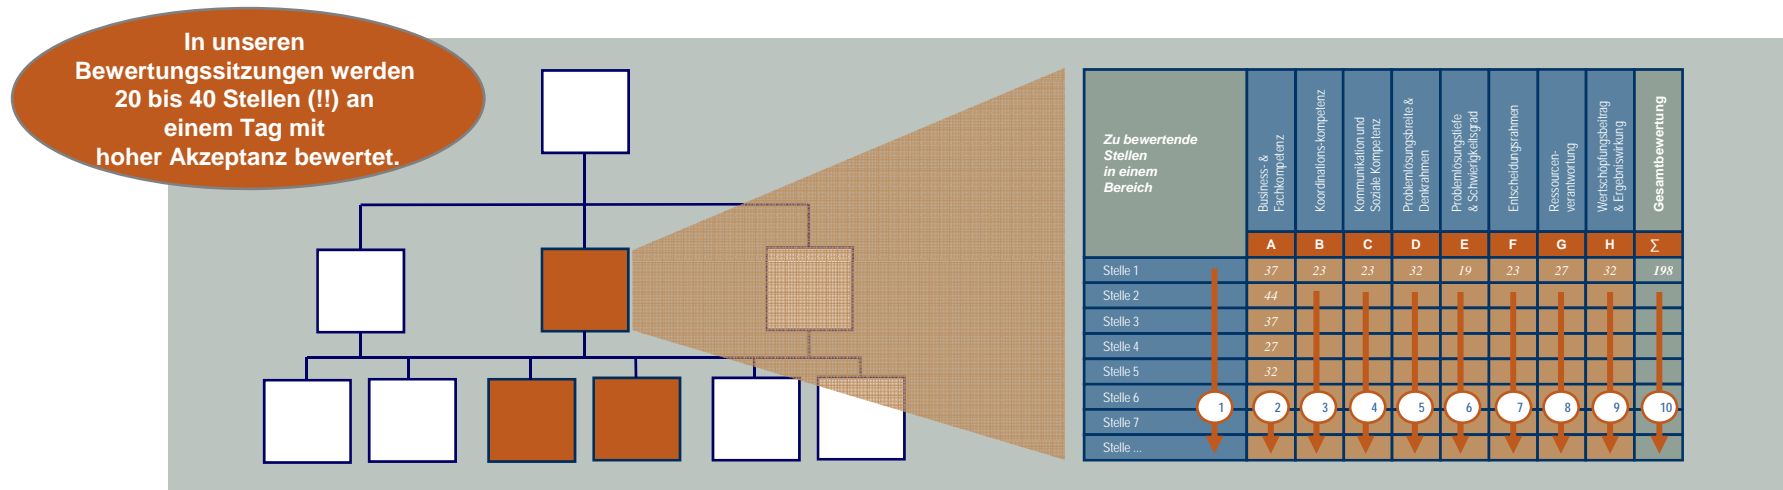 In unseren
Bewertungssitzungen werden
20 bis 40 Stellen (!!) an
einem Tag mit
hoher Akzeptanz bewertet.
Zu bewertende
Stellen
in einem
Bereich
Business- &
Fachkompetenz
Koordinations-kompetenz
Kommunikation und
Soziale Kompetenz
Problemlösungsbreite &
Denkrahmen
Problemlösungstiefe
& Schwierigkeitsgrad
Entscheidungsrahmen
Ressourcen-
verantwortung
Wertschöpfungsbeitrag
& Ergebniswirkung
Gesamtbewertung
A B C D E F G H Σ
Stelle 1 37 23 23 32 19 23 27 32 198
Stelle 2 44
Stelle 3 37
Stelle 4 27
Stelle 5 32
Stelle 6
1 2 3 4 5 6 7 8 9 10
Stelle 7
Stelle ...